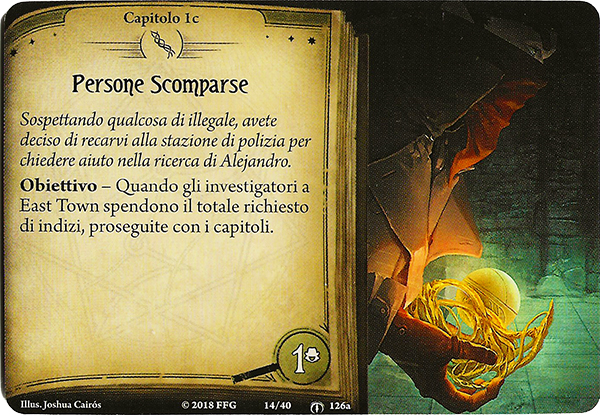 Capitolo 1c
Persone Scomparse
Sospettando qualcosa di illegale, avete
deciso di recarvi alla stazione di polizia per
chiedere aiuto nella ricerca di Alejandro.
Obiettivo – Quando gli investigatori a
East Town spendono il totale richiesto
di indizi, proseguite con i capitoli.
1
Illus. Joshua Cairós © 2018 FFG 14/40 126a